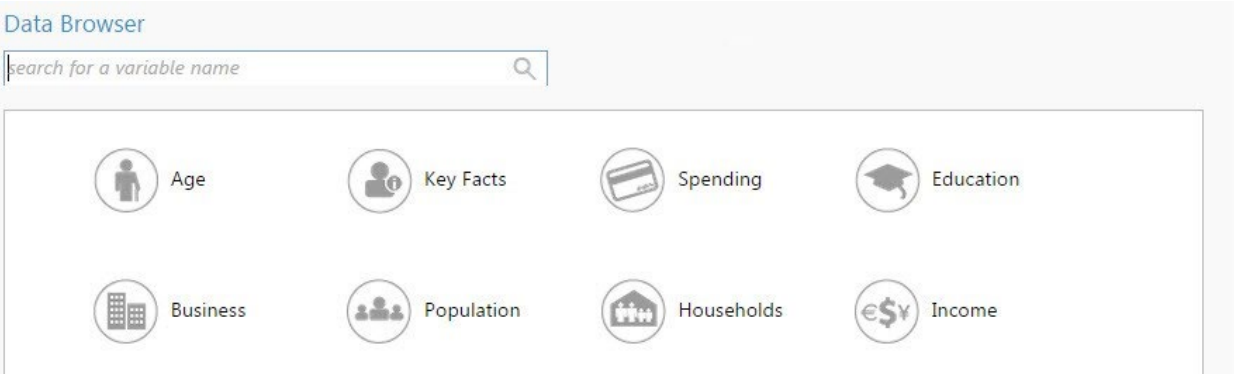 Data Browser
search for a variable name
Age
Key Facts
Spending
Education
Business
Population
Households
€$¥ Income